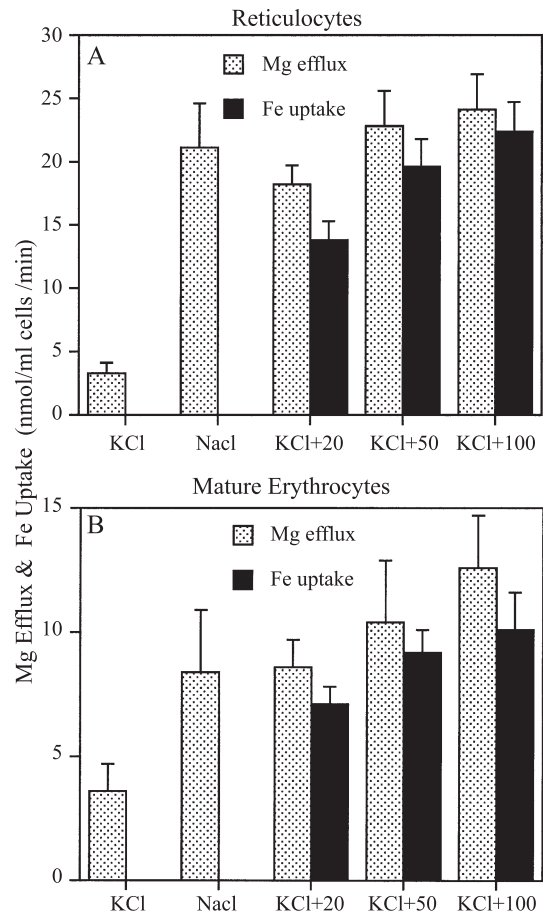 Reticulocytes
A
Mg efflux
Fe uptake
30
25
20
15
10
5
0
KCl
Nacl
KCl+20
KCl+50
KCl+100
Mg Efflux & Fe Uptake (nmol/ml cells /min)
Mature Erythrocytes
B
Mg efflux
Fe uptake
15
10
5
0
KCl
Nacl
KCl+20
KCl+50
KCl+100